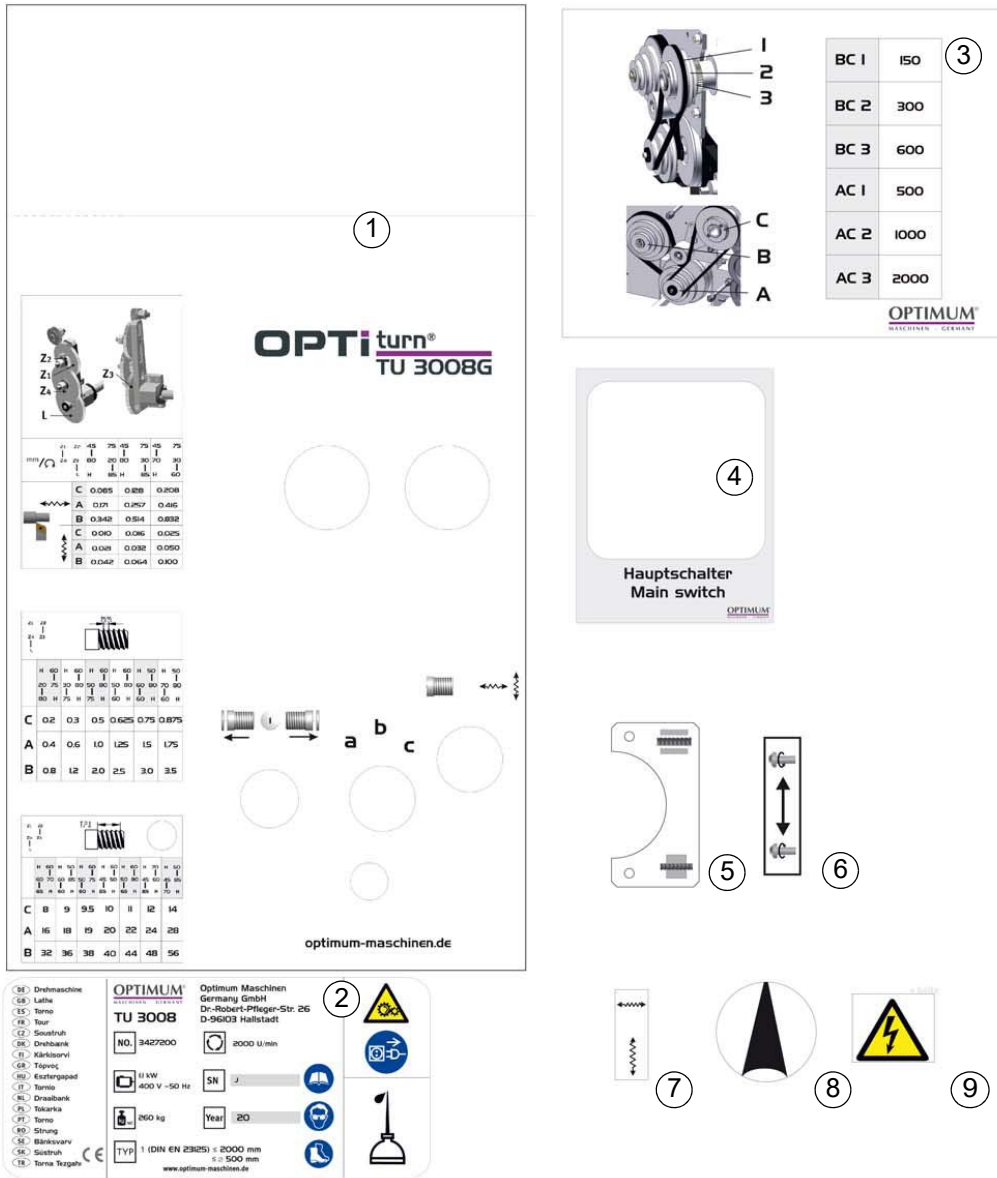 1
OPTi turn®
TU 3008G
Z2
Z1
Z4
Z3
L
mm/
Z1 Z2 45 75 45 75 45 75
Z4 Z3 80 20 80 30 70 30
L H 85 H 85 H 60
C 0.085 0.128 0.208
A 0.171 0.257 0.416
B 0.342 0.514 0.832
C 0.010 0.016 0.025
A 0.021 0.032 0.050
B 0.042 0.064 0.100
C 0.2 0.3 0.5 0.625 0.75 0.875
A 0.4 0.6 1.0 1.25 1.5 1.75
B 0.8 1.2 2.0 2.5 3.0 3.5
C 8 9 9.5 10 11 12 14
A 16 18 19 20 22 24 28
B 32 36 38 40 44 48 56
a
b
c
optimum-maschinen.de
DE Drehmaschine
GB Lathe
ES Torno
FR Tour
CZ Soustruh
DK Drehbænk
FI Kärkisorvi
GR Τόρνος
HU Esztergapad
IT Tornio
NL Draaibank
PL Tokarka
PT Torno
RO Strung
SE Bänksvarv
SK Sústruh
TR Torna Tezgahı
CE
OPTIMUM®
MASCHINEN - GERMANY
TU 3008
Optimum Maschinen
Germany GmbH
Dr.-Robert-Pfleger-Str. 26
D-96103 Hallstadt
2
NO. 3427200
2000 U/min
1.1 kW
400 V ~50 Hz
SN
260 kg
Year 20
TYP 1 (DIN EN 23125) ≤ 2000 mm
500 mm
www.optimum-maschinen.de
1
2
3
C
B
A
BC 1 150
BC 2 300
BC 3 600
AC 1 500
AC 2 1000
AC 3 2000
3
OPTIMUM®
MASCHINEN - GERMANY
4
Hauptschalter
Main switch
OPTIMUM®
5
6
7
8
9